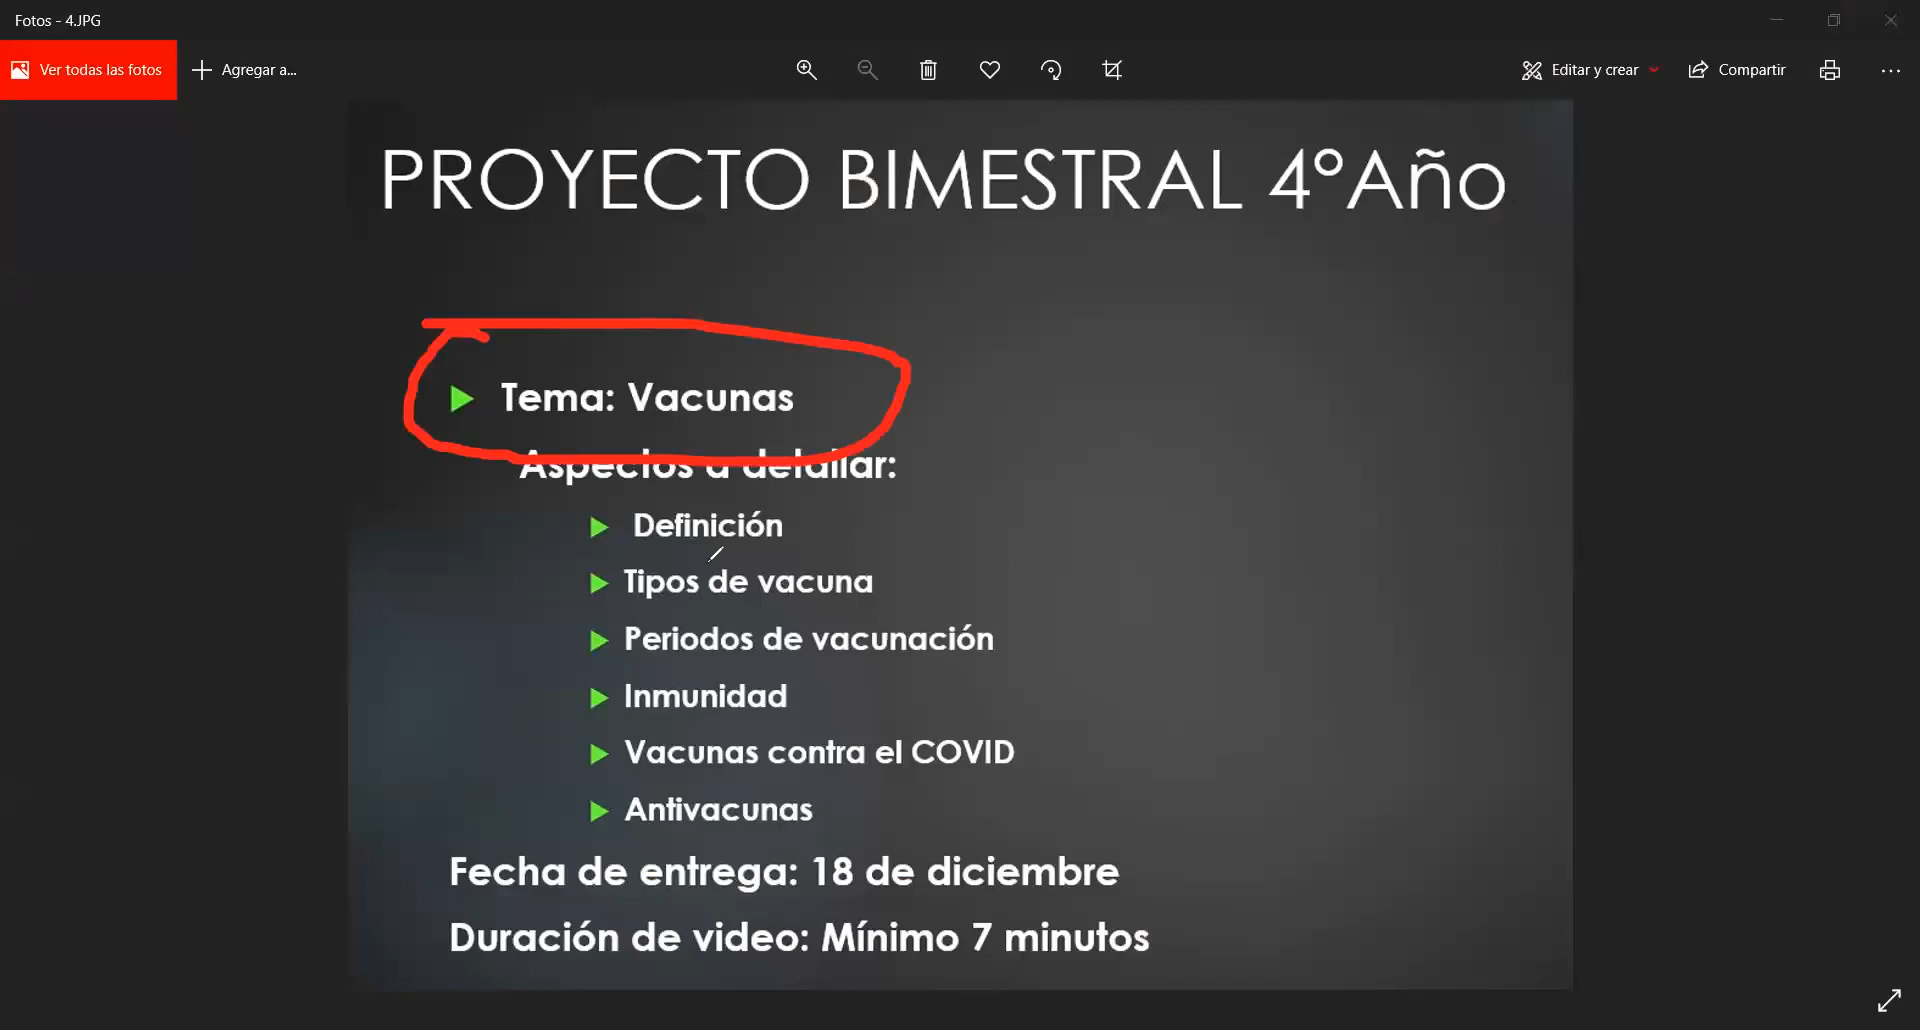 Fotos - 4.JPG
Ver todas las fotos
Agregar a...
Editar y crear
Compartir
PROYECTO BIMESTRAL 4°Año
Tema: Vacunas
Aspectos a detallar:
Definición
Tipos de vacuna
Periodos de vacunación
Inmunidad
Vacunas contra el COVID
Antivacunas
Fecha de entrega: 18 de diciembre
Duración de video: Mínimo 7 minutos